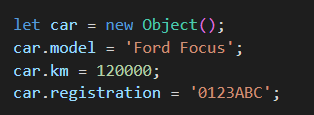 let car = new Object();
car.model = 'Ford Focus';
car.km = 120000;
car.registration = '0123ABC';